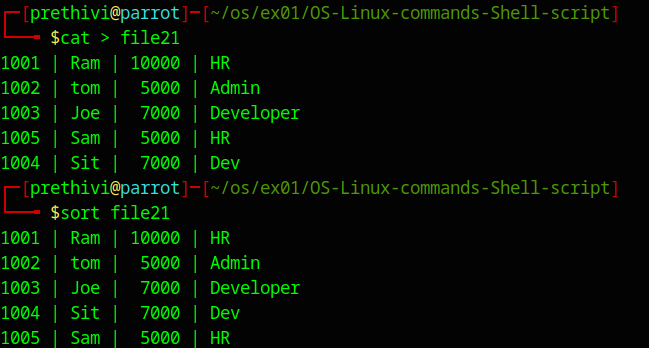 ┌─[prethivi@parrot]─[~/os/ex01/OS-Linux-commands-Shell-script]
└──╼ $cat > file21
1001 | Ram | 10000 | HR
1002 | tom |  5000 | Admin
1003 | Joe |  7000 | Developer
1005 | Sam |  5000 | HR
1004 | Sit |  7000 | Dev
┌─[prethivi@parrot]─[~/os/ex01/OS-Linux-commands-Shell-script]
└──╼ $sort file21
1001 | Ram | 10000 | HR
1002 | tom |  5000 | Admin
1003 | Joe |  7000 | Developer
1004 | Sit |  7000 | Dev
1005 | Sam |  5000 | HR